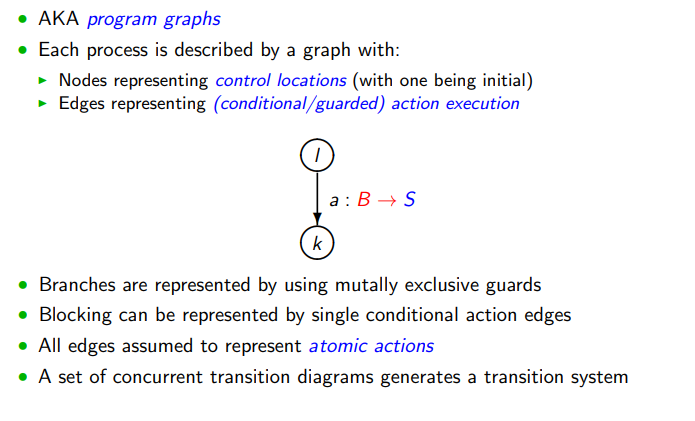 • AKA program graphs
• Each process is described by a graph with:
▸ Nodes representing control locations (with one being initial)
▸ Edges representing (conditional/guarded) action execution
l
a : B → S
k
• Branches are represented by using mutally exclusive guards
• Blocking can be represented by single conditional action edges
• All edges assumed to represent atomic actions
• A set of concurrent transition diagrams generates a transition system